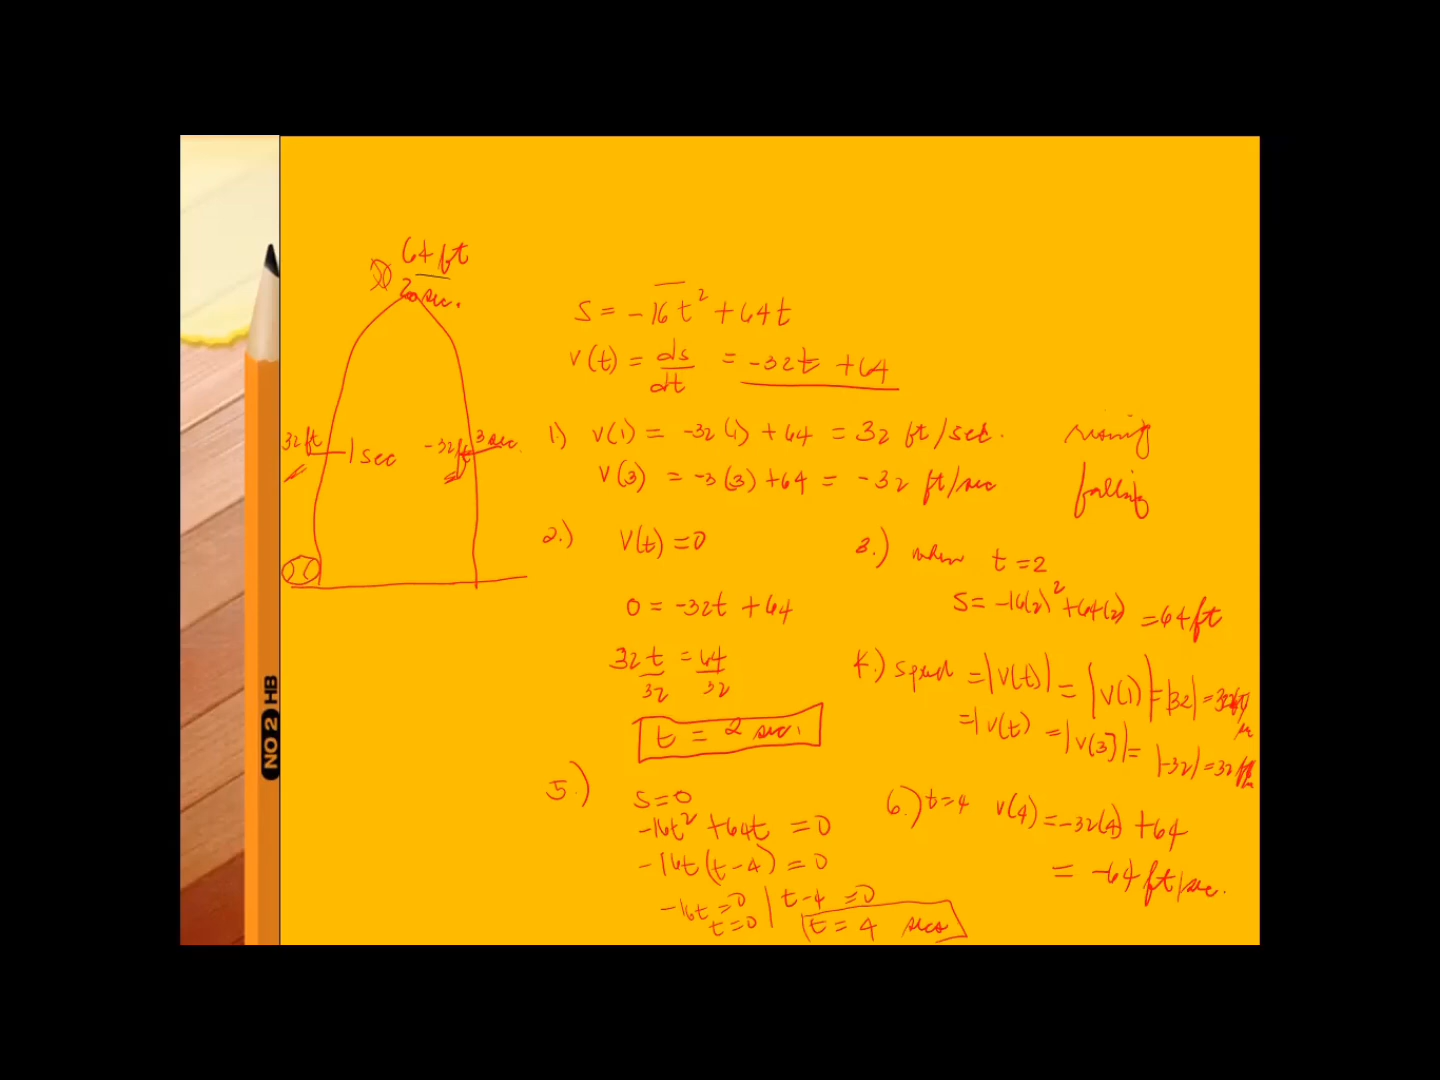 64 ft
2 sec.
32 ft
1 sec
-32 ft
3 sec.
s = -16t² + 64t
v(t) = ds/dt = -32t + 64
1.) v(1) = -32(1) + 64 = 32 ft/sec. rising
v(3) = -3(3) + 64 = -32 ft/sec falling
2.) v(t) = 0
0 = -32t + 64
32t/32 = 64/32
t = 2 sec.
3.) when t = 2
s = -16(2)² + 64(2) = 64 ft
4.) speed = |v(t)| = |v(1)| = |32| = 32 ft/
= |v(t) = |v(3)| = |-32| = 32 ft/
5.) s = 0
-16t² + 64t = 0
-16t(t-4) = 0
-16t = 0 | t-4 = 0
t = 0 | t = 4 secs
6.) t = 4 v(4) = -32(4) + 64
= -64 ft/sec.
NO 2 HB